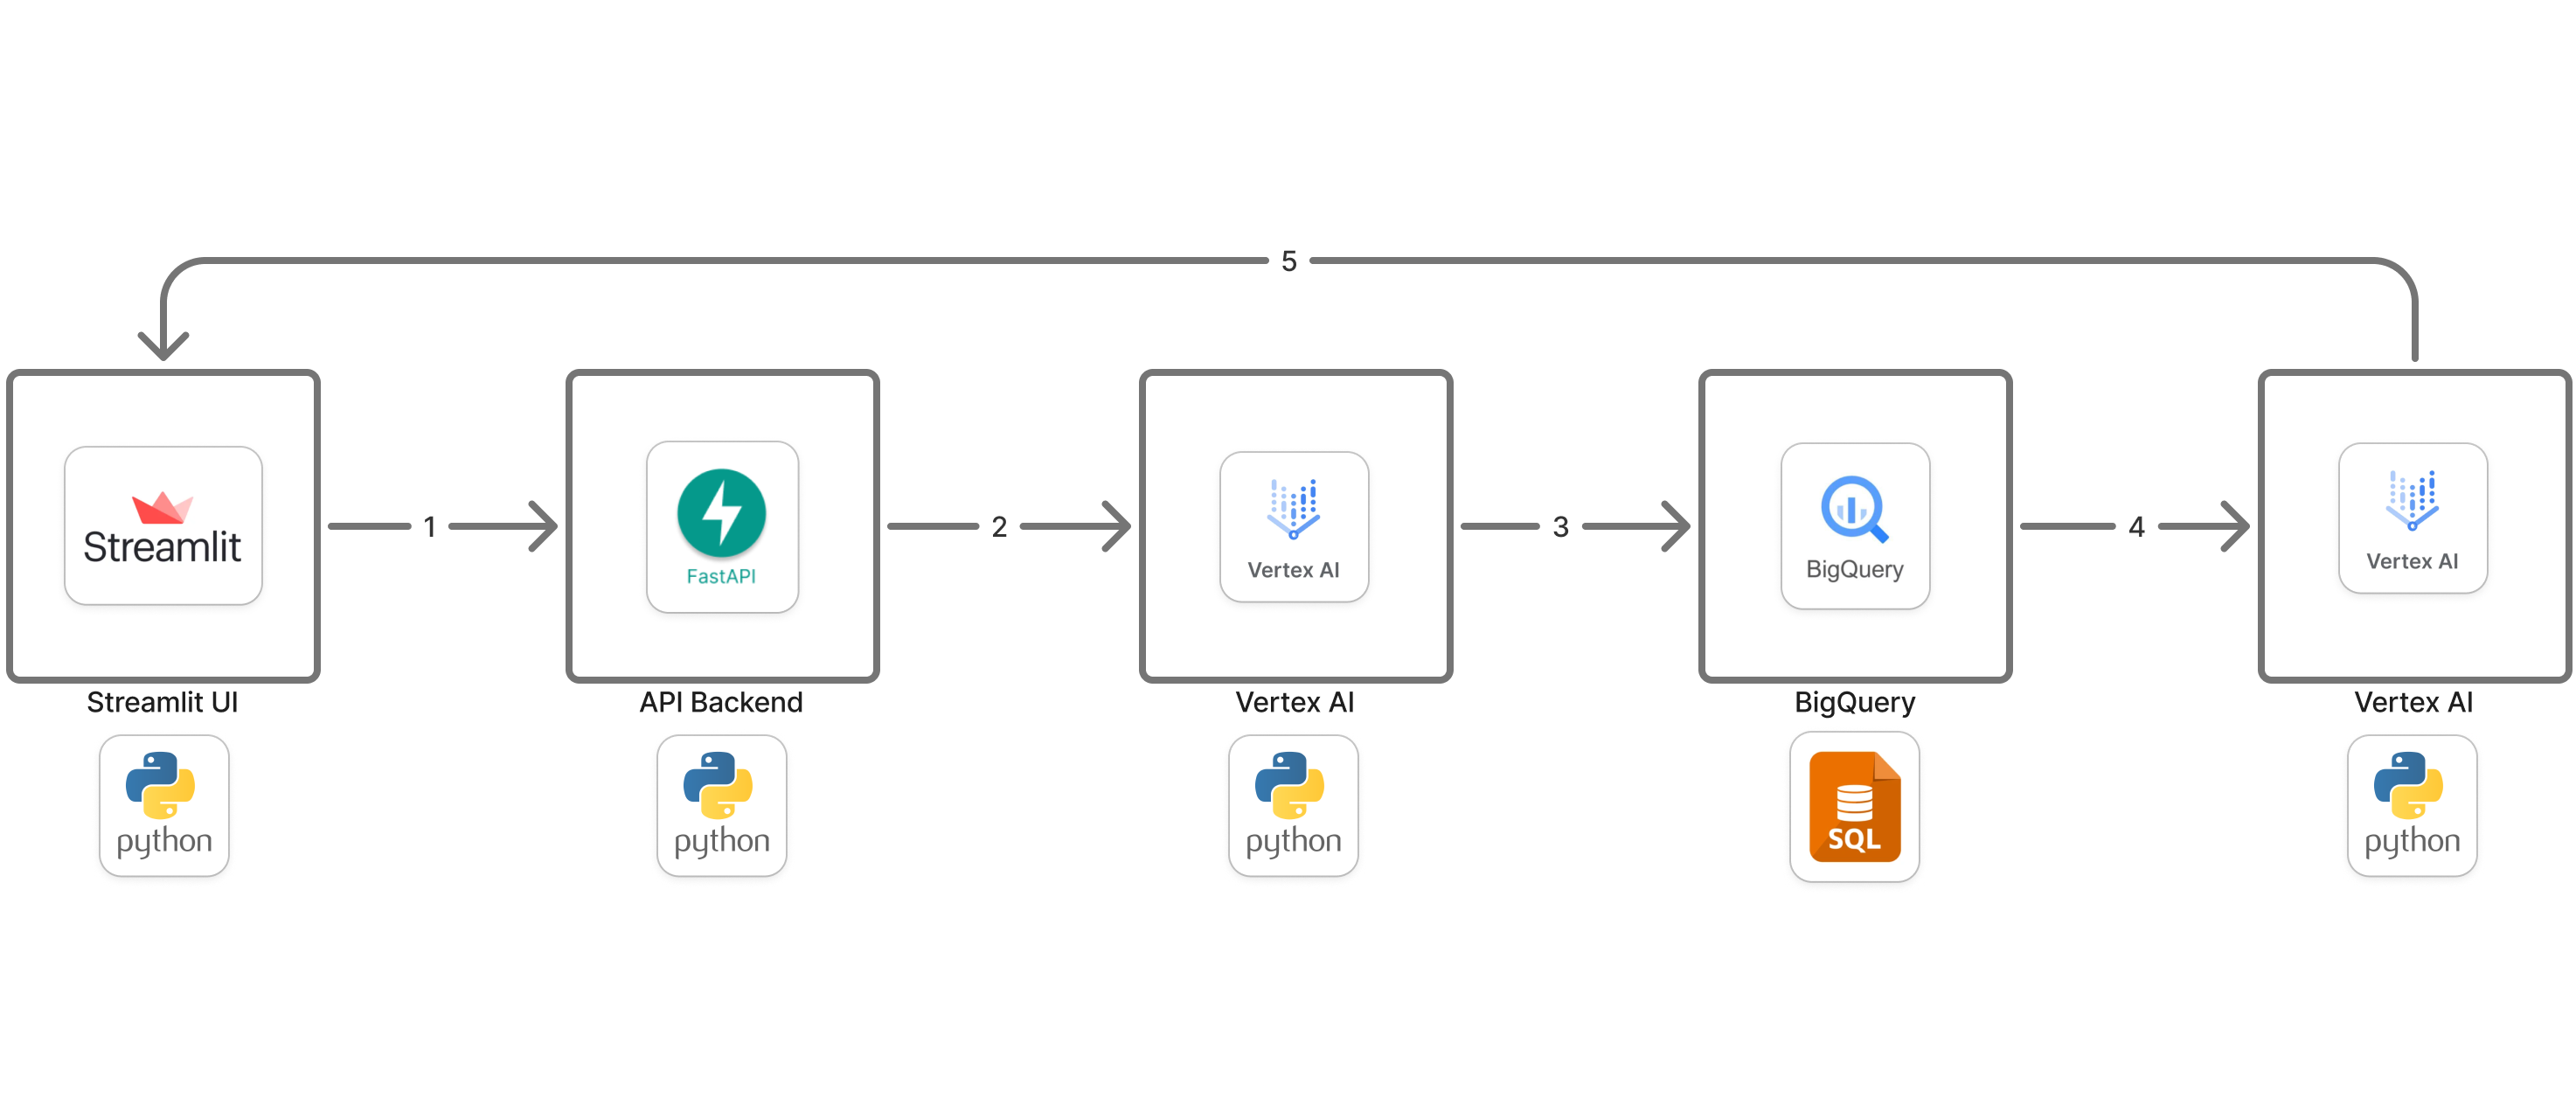 5
Streamlit
1
FastAPI
2
Vertex AI
3
BigQuery
4
Vertex AI
Streamlit UI
API Backend
Vertex AI
BigQuery
Vertex AI
python
python
python
SQL
python